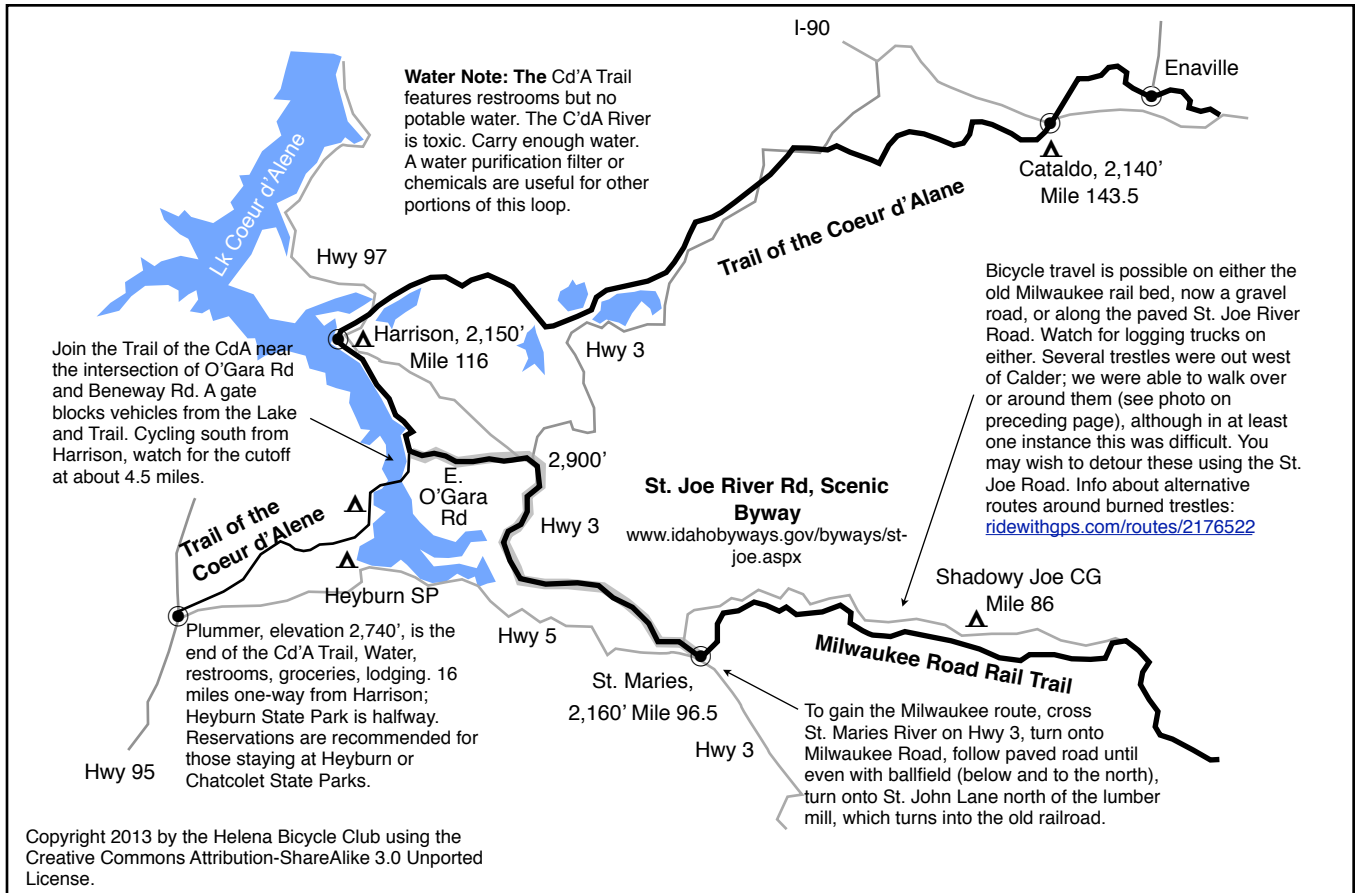 I-90
Enaville
Water Note: The Cd’A Trail
features restrooms but no
potable water. The C’dA River
is toxic. Carry enough water.
A water purification filter or
chemicals are useful for other
portions of this loop.
Lk Coeur d’Alene
Cataldo, 2,140’
Mile 143.5
Trail of the Coeur d’Alane
Hwy 97
Bicycle travel is possible on either the
old Milwaukee rail bed, now a gravel
road, or along the paved St. Joe River
Road. Watch for logging trucks on
either. Several trestles were out west
of Calder; we were able to walk over
or around them (see photo on
preceding page), although in at least
one instance this was difficult. You
may wish to detour these using the St.
Joe Road. Info about alternative
routes around burned trestles:
ridewithgps.com/routes/2176522
Harrison, 2,150’
Mile 116
Hwy 3
Join the Trail of the CdA near
the intersection of O’Gara Rd
and Beneway Rd. A gate
blocks vehicles from the Lake
and Trail. Cycling south from
Harrison, watch for the cutoff
at about 4.5 miles.
2,900’
E.
O’Gara
Rd
Hwy 3
St. Joe River Rd, Scenic
Byway
www.idahobyways.gov/byways/st-
joe.aspx
Trail of the
Coeur d’Alene
Shadowy Joe CG
Mile 86
Heyburn SP
Hwy 5
Milwaukee Road Rail Trail
Plummer, elevation 2,740’, is the
end of the Cd’A Trail, Water,
restrooms, groceries, lodging. 16
miles one-way from Harrison;
Heyburn State Park is halfway.
Reservations are recommended for
those staying at Heyburn or
Chatcolet State Parks.
St. Maries,
2,160’ Mile 96.5
Hwy 3
To gain the Milwaukee route, cross
St. Maries River on Hwy 3, turn onto
Milwaukee Road, follow paved road until
even with ballfield (below and to the north),
turn onto St. John Lane north of the lumber
mill, which turns into the old railroad.
Hwy 95
Copyright 2013 by the Helena Bicycle Club using the
Creative Commons Attribution-ShareAlike 3.0 Unported
License.